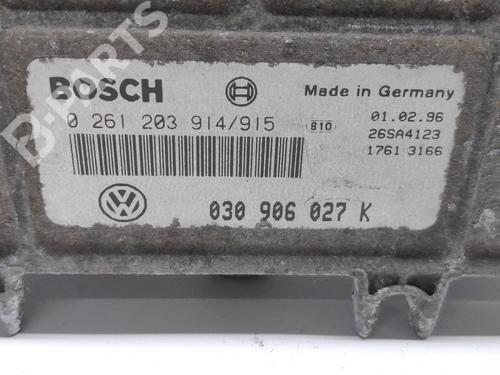 BOSCH
Made in Germany
0 261 203 914/915
810
01.02.96
26SA4123
1761 3166
030 906 027 K
B-PARTS